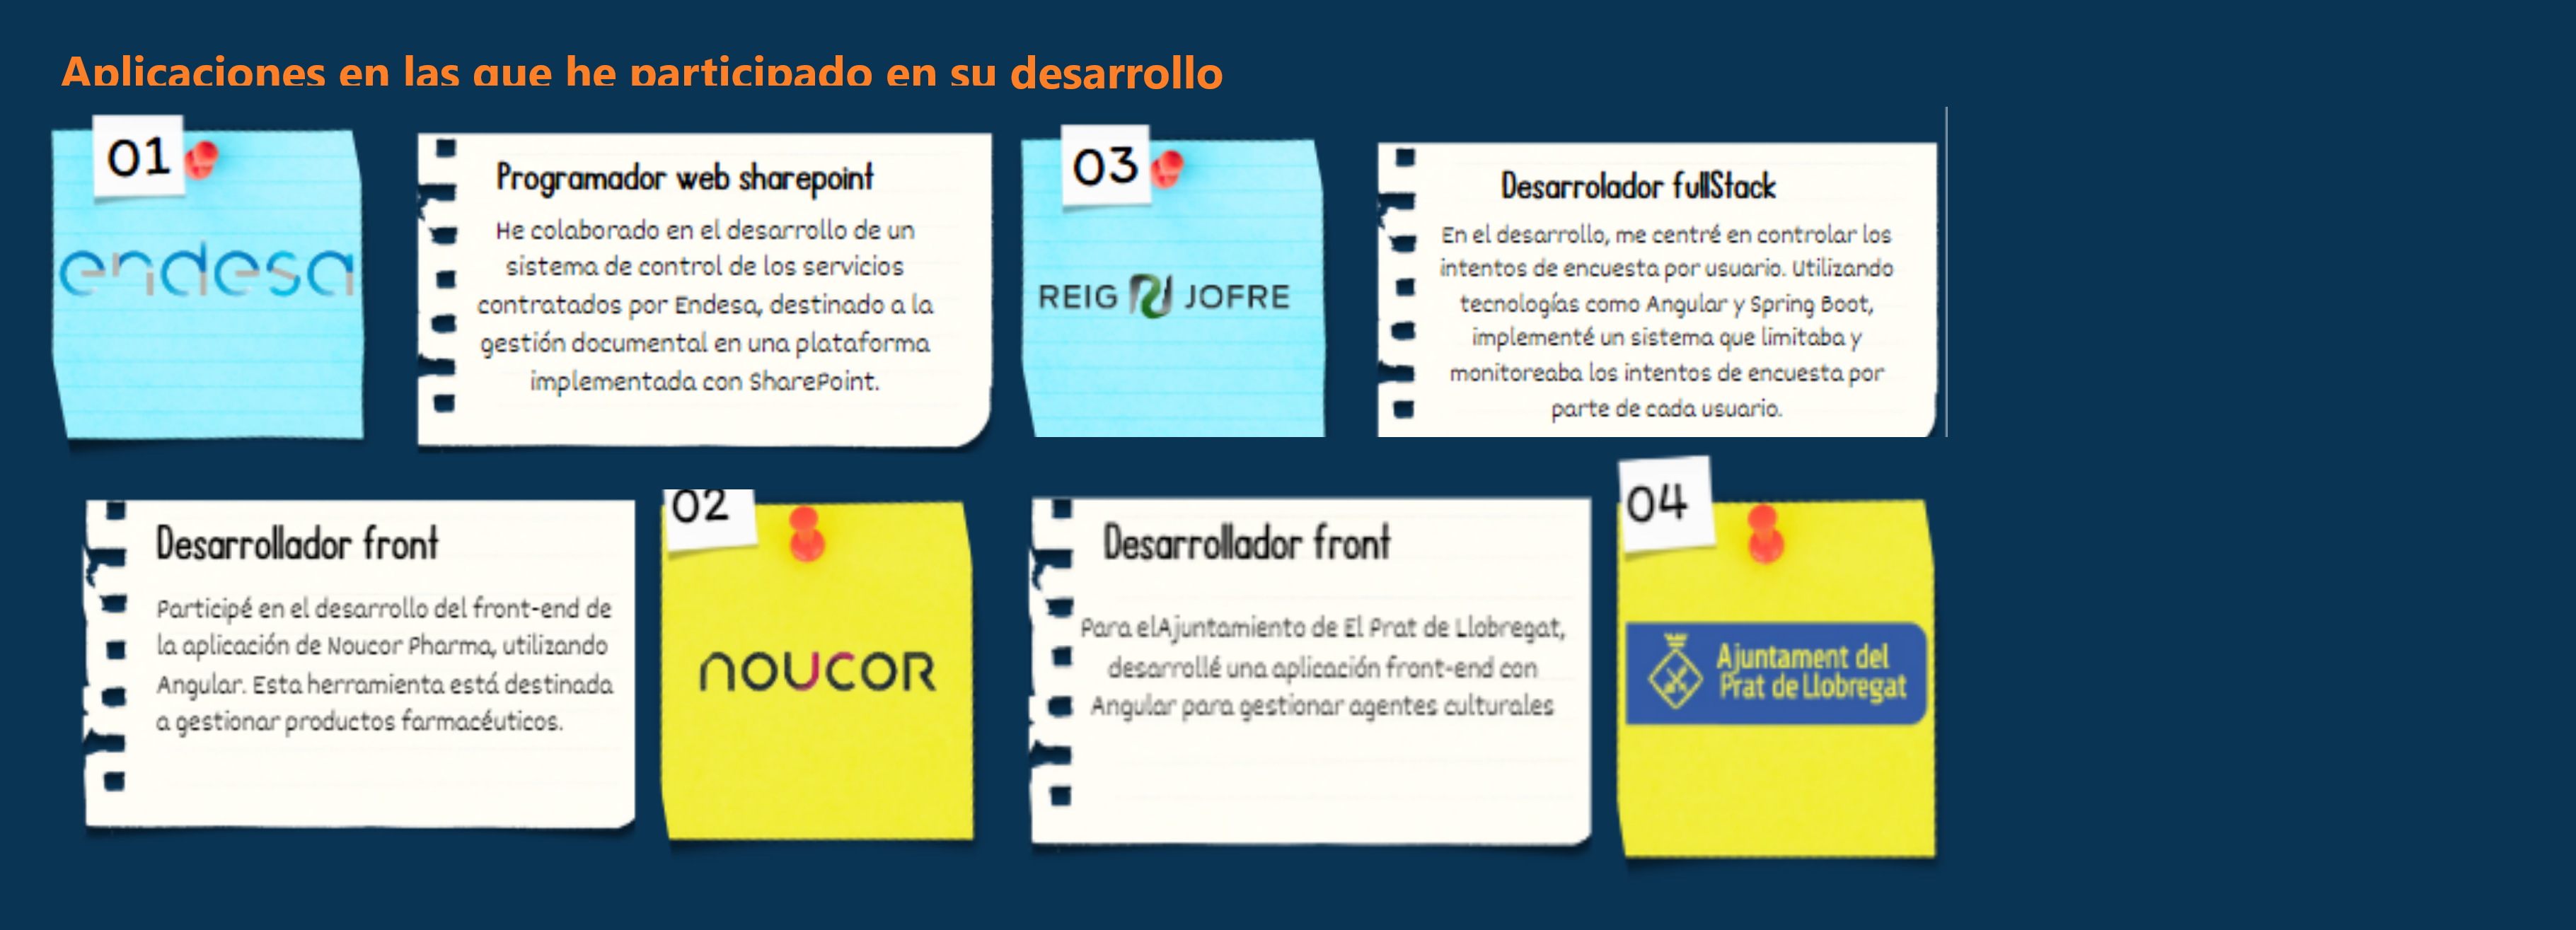 Aplicaciones en las que he participado en su desarrollo
01
endesa
Programador web sharepoint
He colaborado en el desarrollo de un
sistema de control de los servicios
contratados por Endesa, destinado a la
gestión documental en una plataforma
implementada con SharePoint.
03
REIG JOFRE
Desarrolador fullStack
En el desarrollo, me centré en controlar los
intentos de encuesta por usuario. Utilizando
tecnologías como Angular y Spring Boot,
implementé un sistema que limitaba y
monitoreaba los intentos de encuesta por
parte de cada usuario.
Desarrollador front
Participé en el desarrollo del front-end de
la aplicación de Noucor Pharma, utilizando
Angular. Esta herramienta está destinada
a gestionar productos farmacéuticos.
02
noucor
Desarrollador front
Para elAjuntamiento de El Prat de Llobregat,
desarrollé una aplicación front-end con
Angular para gestionar agentes culturales
04
Ajuntament del
Prat de Llobregat